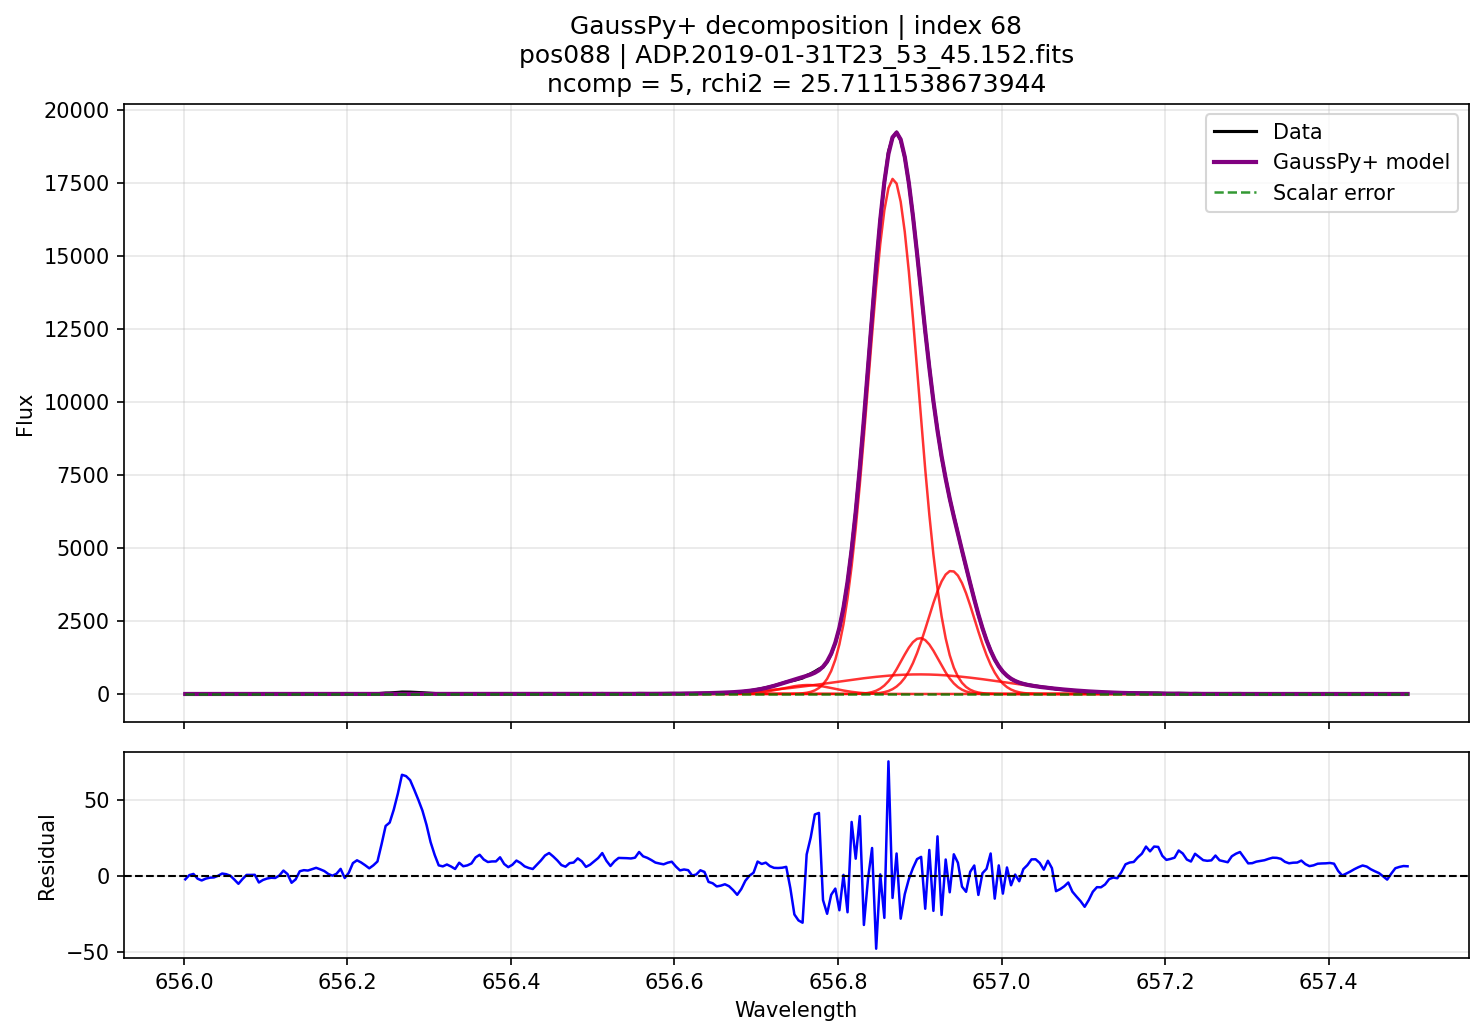 GaussPy+ decomposition | index 68
pos088 | ADP.2019-01-31T23_53_45.152.fits
ncomp = 5, rchi2 = 25.7111538673944
20000
17500
15000
12500
10000
7500
5000
2500
0
Flux
Data
GaussPy+ model
Scalar error
50
0
−50
Residual
656.0 656.2 656.4 656.6 656.8 657.0 657.2 657.4
Wavelength